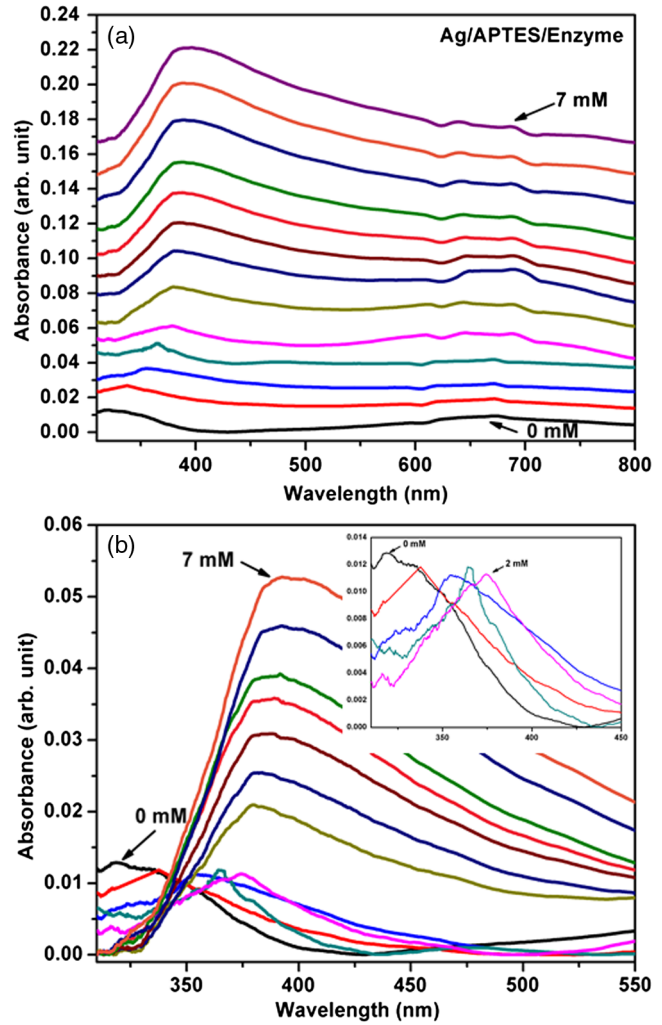 (a)
Ag/APTES/Enzyme
7 mM
0 mM
0.24
0.22
0.20
0.18
0.16
0.14
0.12
0.10
0.08
0.06
0.04
0.02
0.00
Absorbance (arb. unit)
400 500 600 700 800
Wavelength (nm)
(b)
7 mM
0 mM
0.06
0.05
0.04
0.03
0.02
0.01
0.00
Absorbance (arb. unit)
0 mM
2 mM
0.014
0.012
0.010
0.008
0.006
0.004
0.002
0.000
350 400 450
350 400 450 500 550
Wavelength (nm)